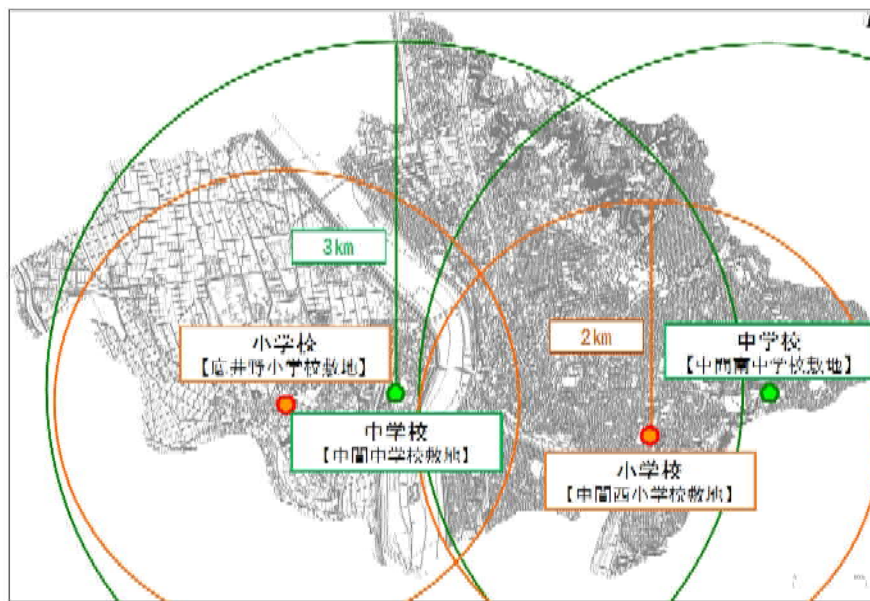 3km
2km
小学校
【底井野小学校敷地】
中学校
【中間中学校敷地】
中学校
【中間南中学校敷地】
小学校
【中間西小学校敷地】